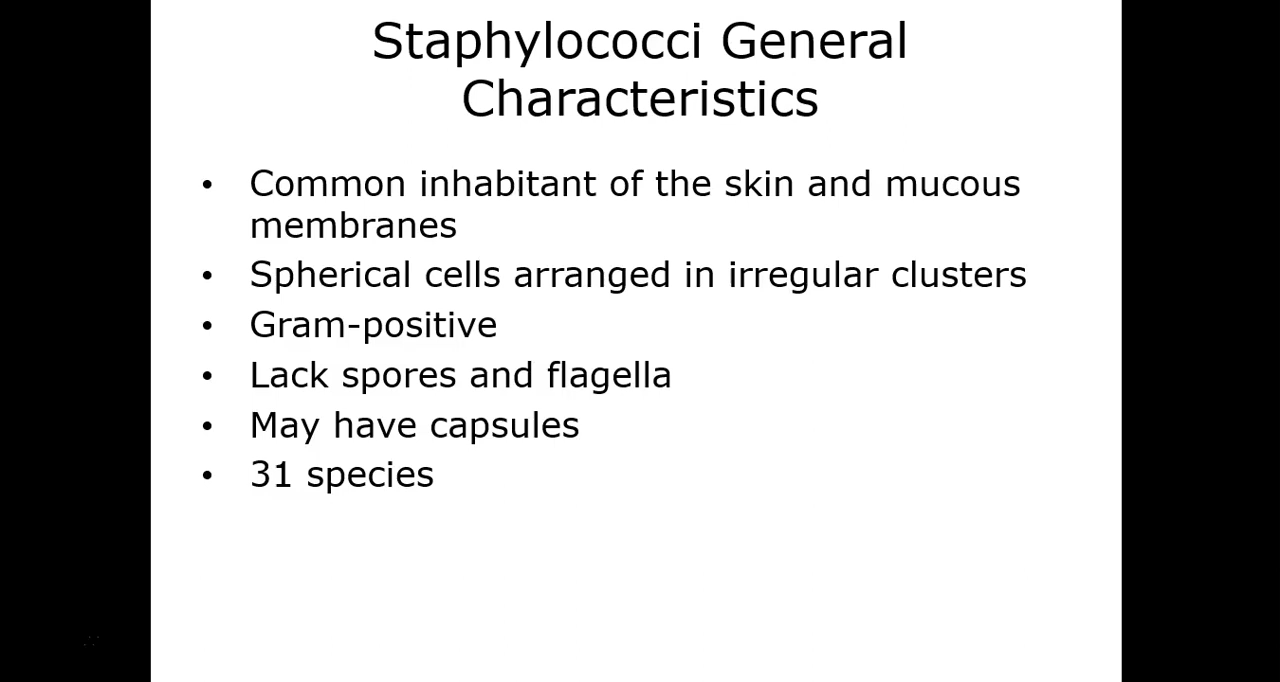 Staphylococci General
Characteristics
• Common inhabitant of the skin and mucous
membranes
• Spherical cells arranged in irregular clusters
• Gram-positive
• Lack spores and flagella
• May have capsules
• 31 species